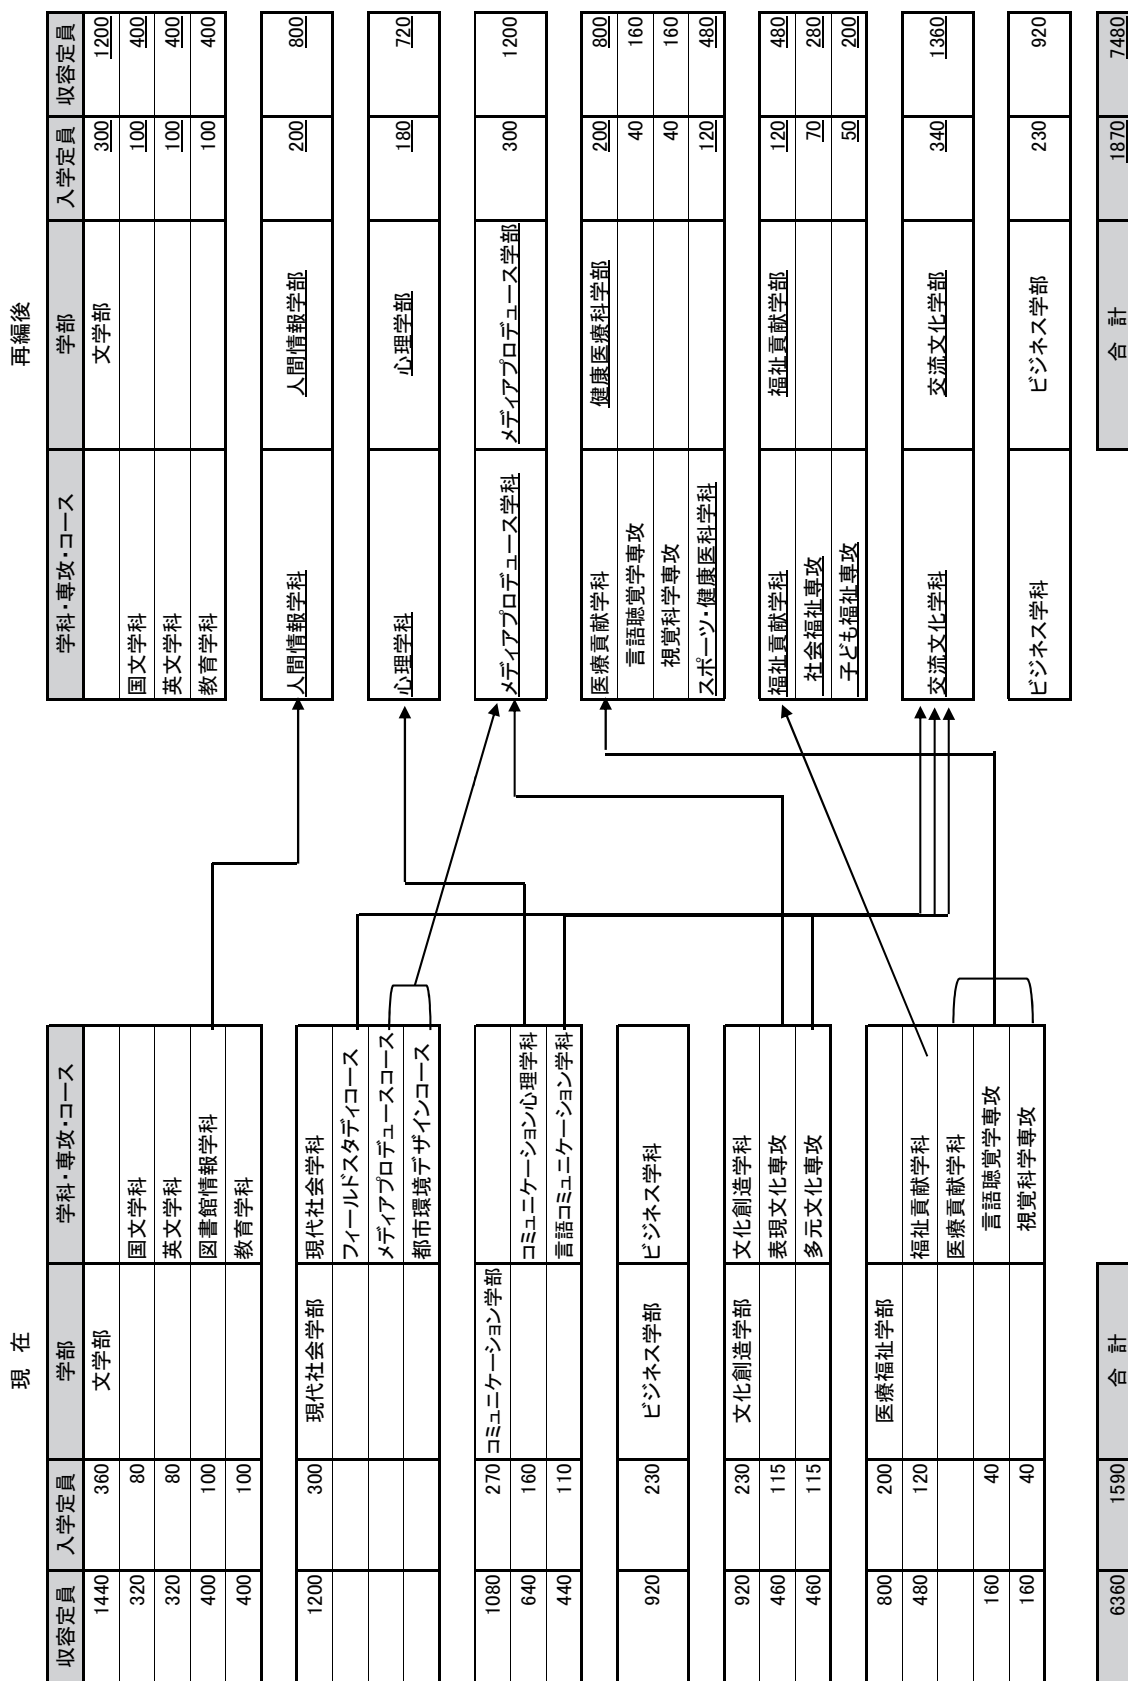 現 在
収容定員 入学定員 学部 学科・専攻・コース
1440 360 文学部
320 80 国文学科
320 80 英文学科
400 100 図書館情報学科
400 100 教育学科
1200 300 現代社会学部 現代社会学科
フィールドスタディコース
メディアプロデュースコース
都市環境デザインコース
1080 270 コミュニケーション学部
640 160 コミュニケーション心理学科
440 110 言語コミュニケーション学科
920 230 ビジネス学部 ビジネス学科
920 230 文化創造学部 文化創造学科
460 115 表現文化専攻
460 115 多元文化専攻
800 200 医療福祉学部
480 120 福祉貢献学科
医療貢献学科
160 40 言語聴覚学専攻
160 40 視覚科学専攻
6360 1590 合 計
再編後
学科・専攻・コース 学部 入学定員 収容定員
文学部 300 1200
国文学科 100 400
英文学科 100 400
教育学科 100 400
人間情報学科 人間情報学部 200 800
心理学科 心理学部 180 720
メディアプロデュース学科 メディアプロデュース学部 300 1200
健康医療科学部 200 800
医療貢献学科
言語聴覚学専攻 40 160
視覚科学専攻 40 160
スポーツ・健康医科学科 120 480
福祉貢献学科 福祉貢献学部 120 480
社会福祉専攻 70 280
子ども福祉専攻 50 200
交流文化学科 交流文化学部 340 1360
ビジネス学科 ビジネス学部 230 920
合 計 1870 7480